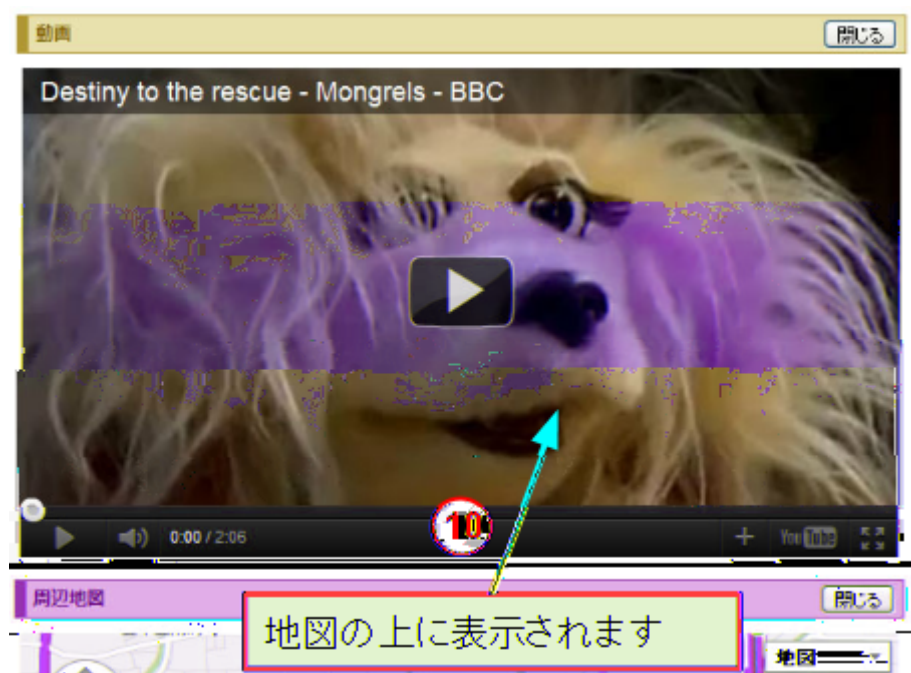 動画
閉じる
Destiny to the rescue - Mongrels - BBC
10
0:00 / 2:06
YouTube
周辺地図
閉じる
地図の上に表示されます
地図